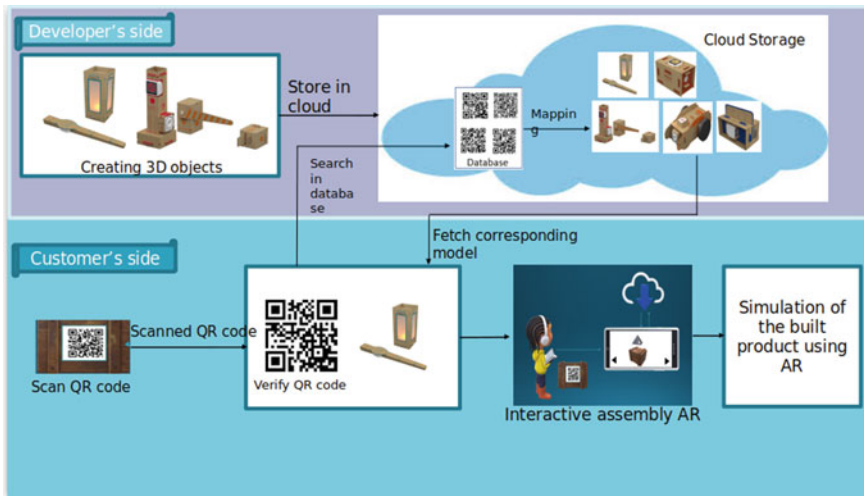 Developer's side
Cloud Storage
Store in
cloud
Creating 3D objects
Mappin
g
Database
Search
in
databa
se
Fetch corresponding
model
Customer's side
Scanned QR code
Scan QR code
Verify QR code
Interactive assembly AR
Simulation of
the built
product using
AR